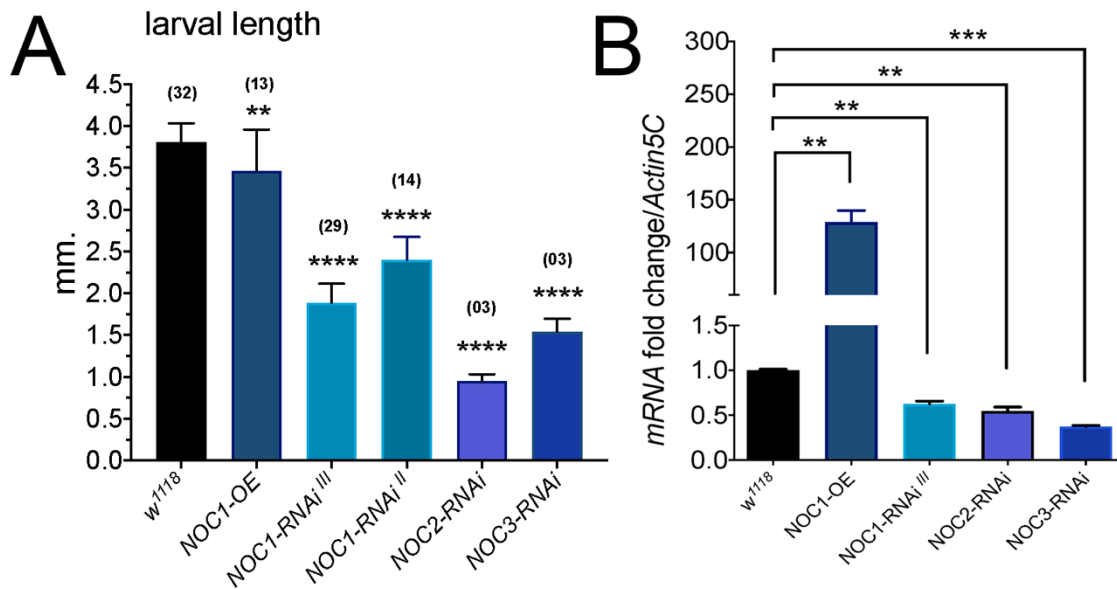 A
larval length
mm.
4.5
4.0
3.5
3.0
2.5
2.0
1.5
1.0
0.5
0.0
(32)
(13)
**
(29)
****
(14)
****
(03)
****
(03)
****
w1118
NOC1-OE
NOC1-RNAi III
NOC1-RNAi II
NOC2-RNAi
NOC3-RNAi
B
mRNA fold change/Actin5C
300
250
200
150
100
1.5
1.0
0.5
0.0
***
**
**
**
w1118
NOC1-OE
NOC1-RNAi III
NOC2-RNAi
NOC3-RNAi